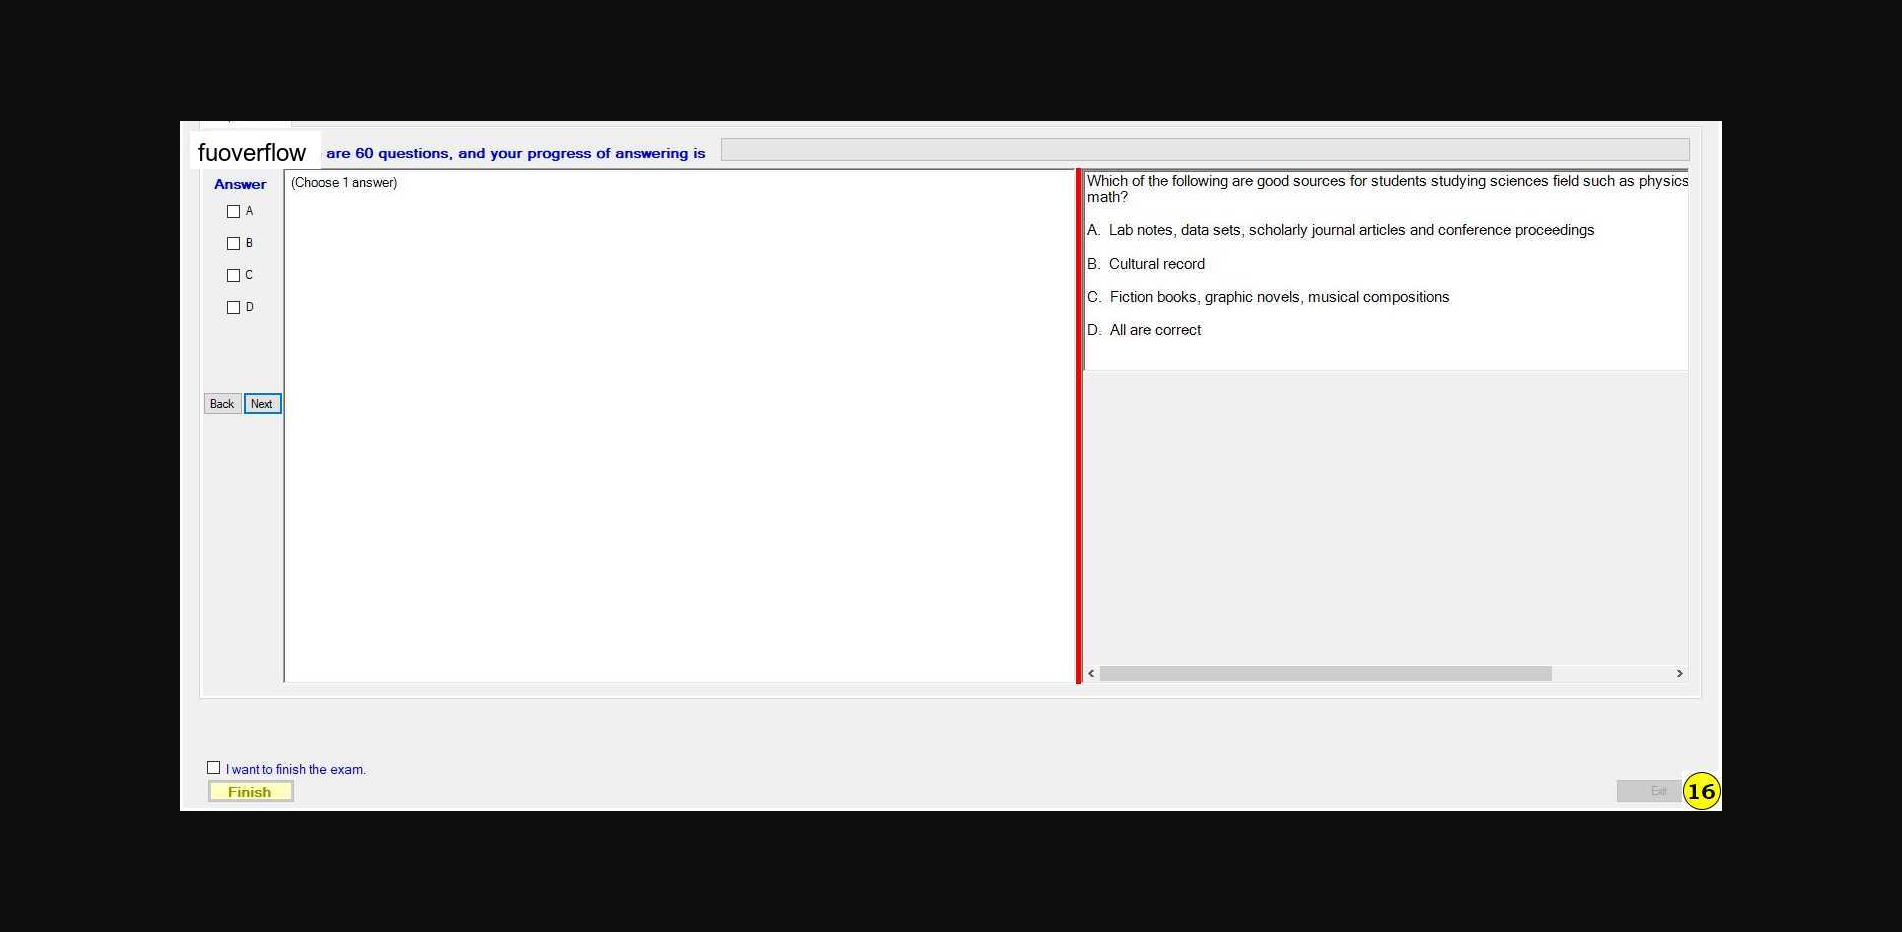 fuoverflow are 60 questions, and your progress of answering is
Answer
A
B
C
D
Back Next
(Choose 1 answer)
Which of the following are good sources for students studying sciences field such as physics
math?
A. Lab notes, data sets, scholarly journal articles and conference proceedings
B. Cultural record
C. Fiction books, graphic novels, musical compositions
D. All are correct
I want to finish the exam.
Finish
Exit
16